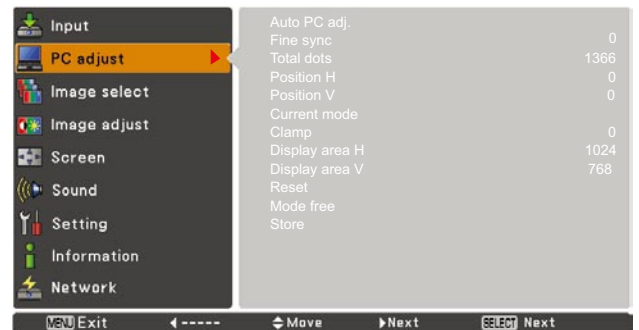 Input
PC adjust
Image select
Image adjust
Screen
Sound
Setting
Information
Network
Auto PC adj.
Fine sync 0
Total dots 1366
Position H 0
Position V 0
Current mode
Clamp 0
Display area H 1024
Display area V 768
Reset
Mode free
Store
MENU Exit ◀ ----- Move ▶ Next SELECT Next